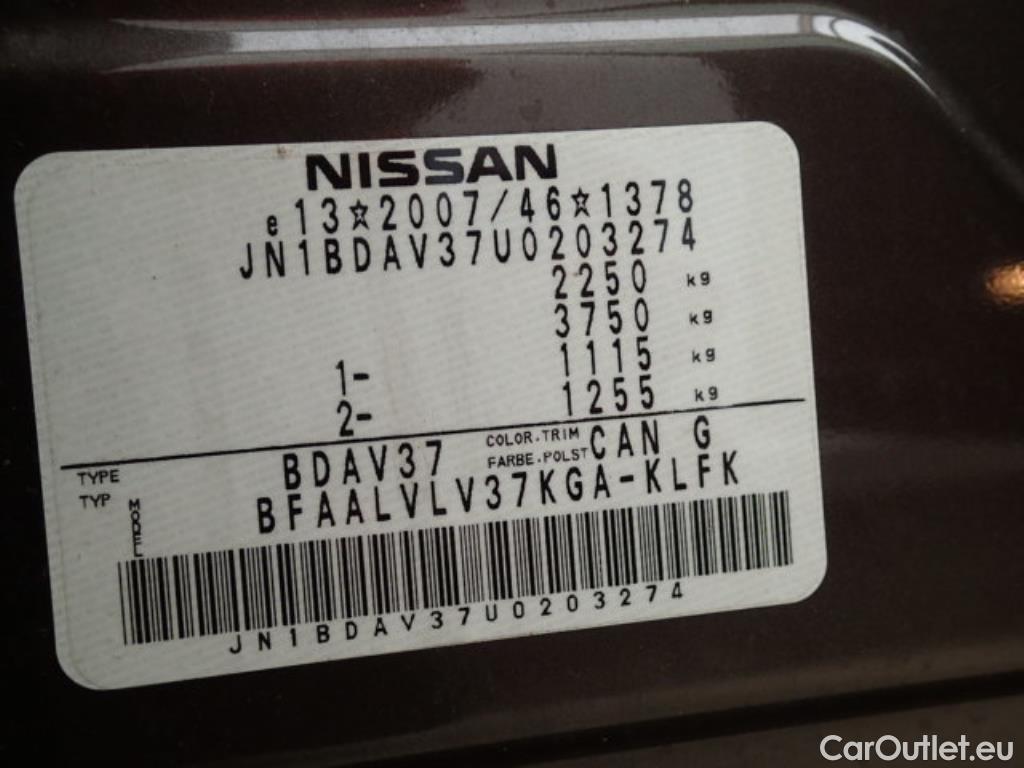 NISSAN
e13☆2007/46☆1378
JN1BDAV37U0203274
2250 kg
3750 kg
1- 1115 kg
2- 1255 kg
TYPE BDAV37 COLOR.TRIM CAN G
TYP FARBE.POLST
MODEL BFAALVLV37KGA-KLFK
JN1BDAV37U0203274
CarOutlet.eu